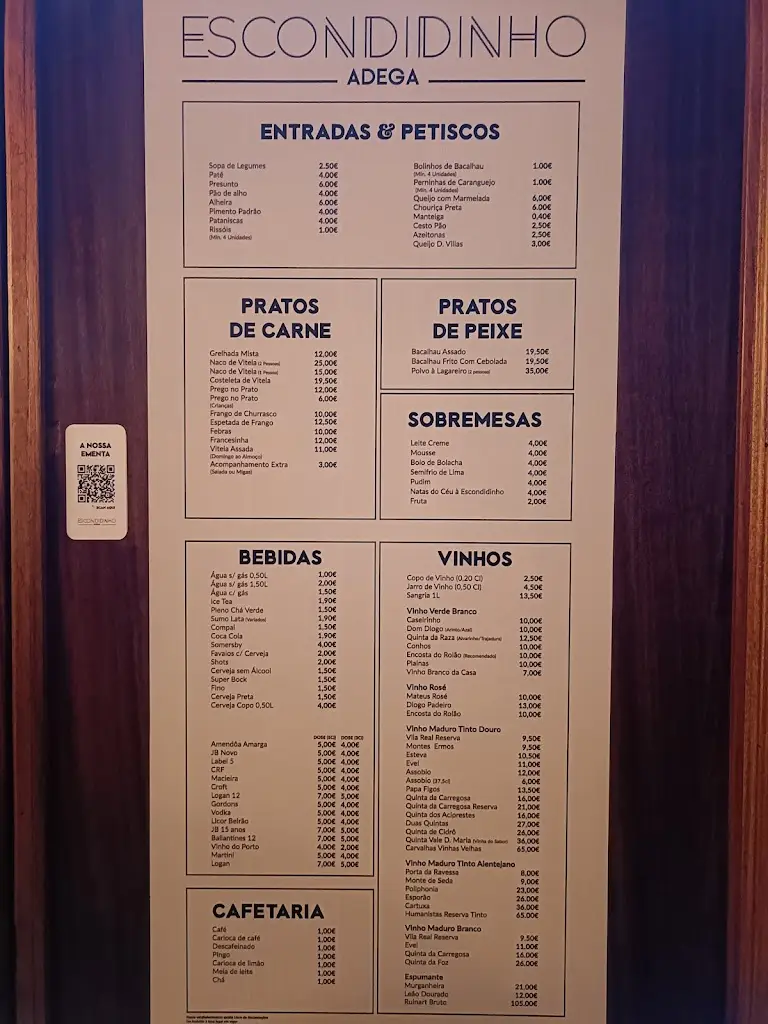 ESCONDIDINHO
ADEGA
ENTRADAS & PETISCOS
Sopa de Legumes 2.50€
Patê 4.00€
Presunto 6.00€
Pão de alho 4.00€
Alheira 6.00€
Pimento Padrão 4.00€
Pataniscas 4.00€
Rissóis 1.00€
(Mín. 4 Unidades)
Bolinhos de Bacalhau 1.00€
(Mín. 4 Unidades)
Perninhas de Caranguejo 1.00€
(Mín. 4 Unidades)
Queijo com Marmelada 6,00€
Chouriça Preta 6.00€
Manteiga 0,40€
Cesto Pão 2,50€
Azeitonas 2,50€
Queijo D. Villas 3,00€
PRATOS
DE CARNE
Grelhada Mista 12,00€
Naco de Vitela (2 Pessoas) 25,00€
Naco de Vitela (1 Pessoa) 15,00€
Costeleta de Vitela 19,50€
Prego no Prato 12,00€
Prego no Prato 6,00€
(Crianças)
Frango de Churrasco 10,00€
Espetada de Frango 12,50€
Febras 10,00€
Francesinha 12,00€
Vitela Assada 11,00€
(Domingo ao Almoço)
Acompanhamento Extra 3,00€
(Salada ou Migas)
PRATOS
DE PEIXE
Bacalhau Assado 19,50€
Bacalhau Frito Com Cebolada 19,50€
Polvo à Lagareiro (2 pessoas) 35,00€
SOBREMESAS
Leite Creme 4,00€
Mousse 4,00€
Bolo de Bolacha 4,00€
Semifrio de Lima 4,00€
Pudim 4,00€
Natas do Céu à Escondidinho 4,00€
Fruta 2,00€
A NOSSA
EMENTA
SCAN AQUI
ESCONDIDINHO
ADEGA
BEBIDAS
Água s/ gás 0,50L 1,00€
Água s/ gás 1,50L 2,00€
Água c/ gás 1,50€
Ice Tea 1,90€
Pleno Chá Verde 1,50€
Sumo Lata (Variados) 1,90€
Compal 1,50€
Coca Cola 1,90€
Somersby 4,00€
Favaios c/ Cerveja 2,00€
Shots 2,00€
Cerveja sem Álcool 1,50€
Super Bock 1,50€
Fino 1,50€
Cerveja Preta 1,50€
Cerveja Copo 0,50L 4,00€
Amendôa Amarga 5,00€ 4,00€
JB Novo 5,00€ 4,00€
Label 5 5,00€ 4,00€
CRF 5,00€ 4,00€
Macieira 5,00€ 4,00€
Croft 5,00€ 4,00€
Logan 12 7,00€ 5,00€
Gordons 5,00€ 4,00€
Vodka 5,00€ 4,00€
Licor Beirão 5,00€ 4,00€
JB 15 anos 7,00€ 5,00€
Ballantines 12 7,00€ 5,00€
Vinho do Porto 4,00€ 2,00€
Martini 5,00€ 4,00€
Logan 7,00€ 5,00€
CAFETARIA
Café 1,00€
Carioca de café 1,00€
Descafeinado 1,00€
Pingo 1,00€
Carioca de limão 1,00€
Meia de leite 1,00€
Chá 1,00€
VINHOS
Copo de Vinho (0,20 Cl) 2,50€
Jarro de Vinho (0,50 Cl) 4,50€
Sangria 1L 13,50€
Vinho Verde Branco
Caseirinho 10,00€
Dom Diogo (Arinto/Azal) 10,00€
Quinta da Raza (Alvarinho/Trajadura) 12,50€
Conhos 10,00€
Encosta do Rolão (Recomendado) 10,00€
Plainas 10,00€
Vinho Branco da Casa 7,00€
Vinho Rosé
Mateus Rosé 10,00€
Diogo Padeiro 13,00€
Encosta do Rolão 10,00€
Vinho Maduro Tinto Douro
Vila Real Reserva 9,50€
Montes Ermos 9,50€
Esteva 10,50€
Evel 11,00€
Assobio 12,00€
Assobio (37,5cl) 6,00€
Papa Figos 13,50€
Quinta da Carregosa 16,00€
Quinta da Carregosa Reserva 21,00€
Quinta dos Aciprestes 16,00€
Duas Quintas 27,00€
Quinta de Cidrô 26,00€
Quinta Vale D. Maria 36,00€
Carvalhas Vinhas Velhas 65,00€
Vinho Maduro Tinto Alentejano
Porta da Ravessa 8,00€
Monte de Seda 9,00€
Poliphonia 23,00€
Esporão 26.00€
Cartuxa 36.00€
Humanistas Reserva Tinto 65.00€
Vinho Maduro Branco
Vila Real Reserva 9.50€
Evel 11.00€
Quinta da Carregosa 16.00€
Quinta da Foz 26.00€
Espumante
Murganheira 21.00€
Leão Dourado 12.00€
Ruinart Bruto 105.00€